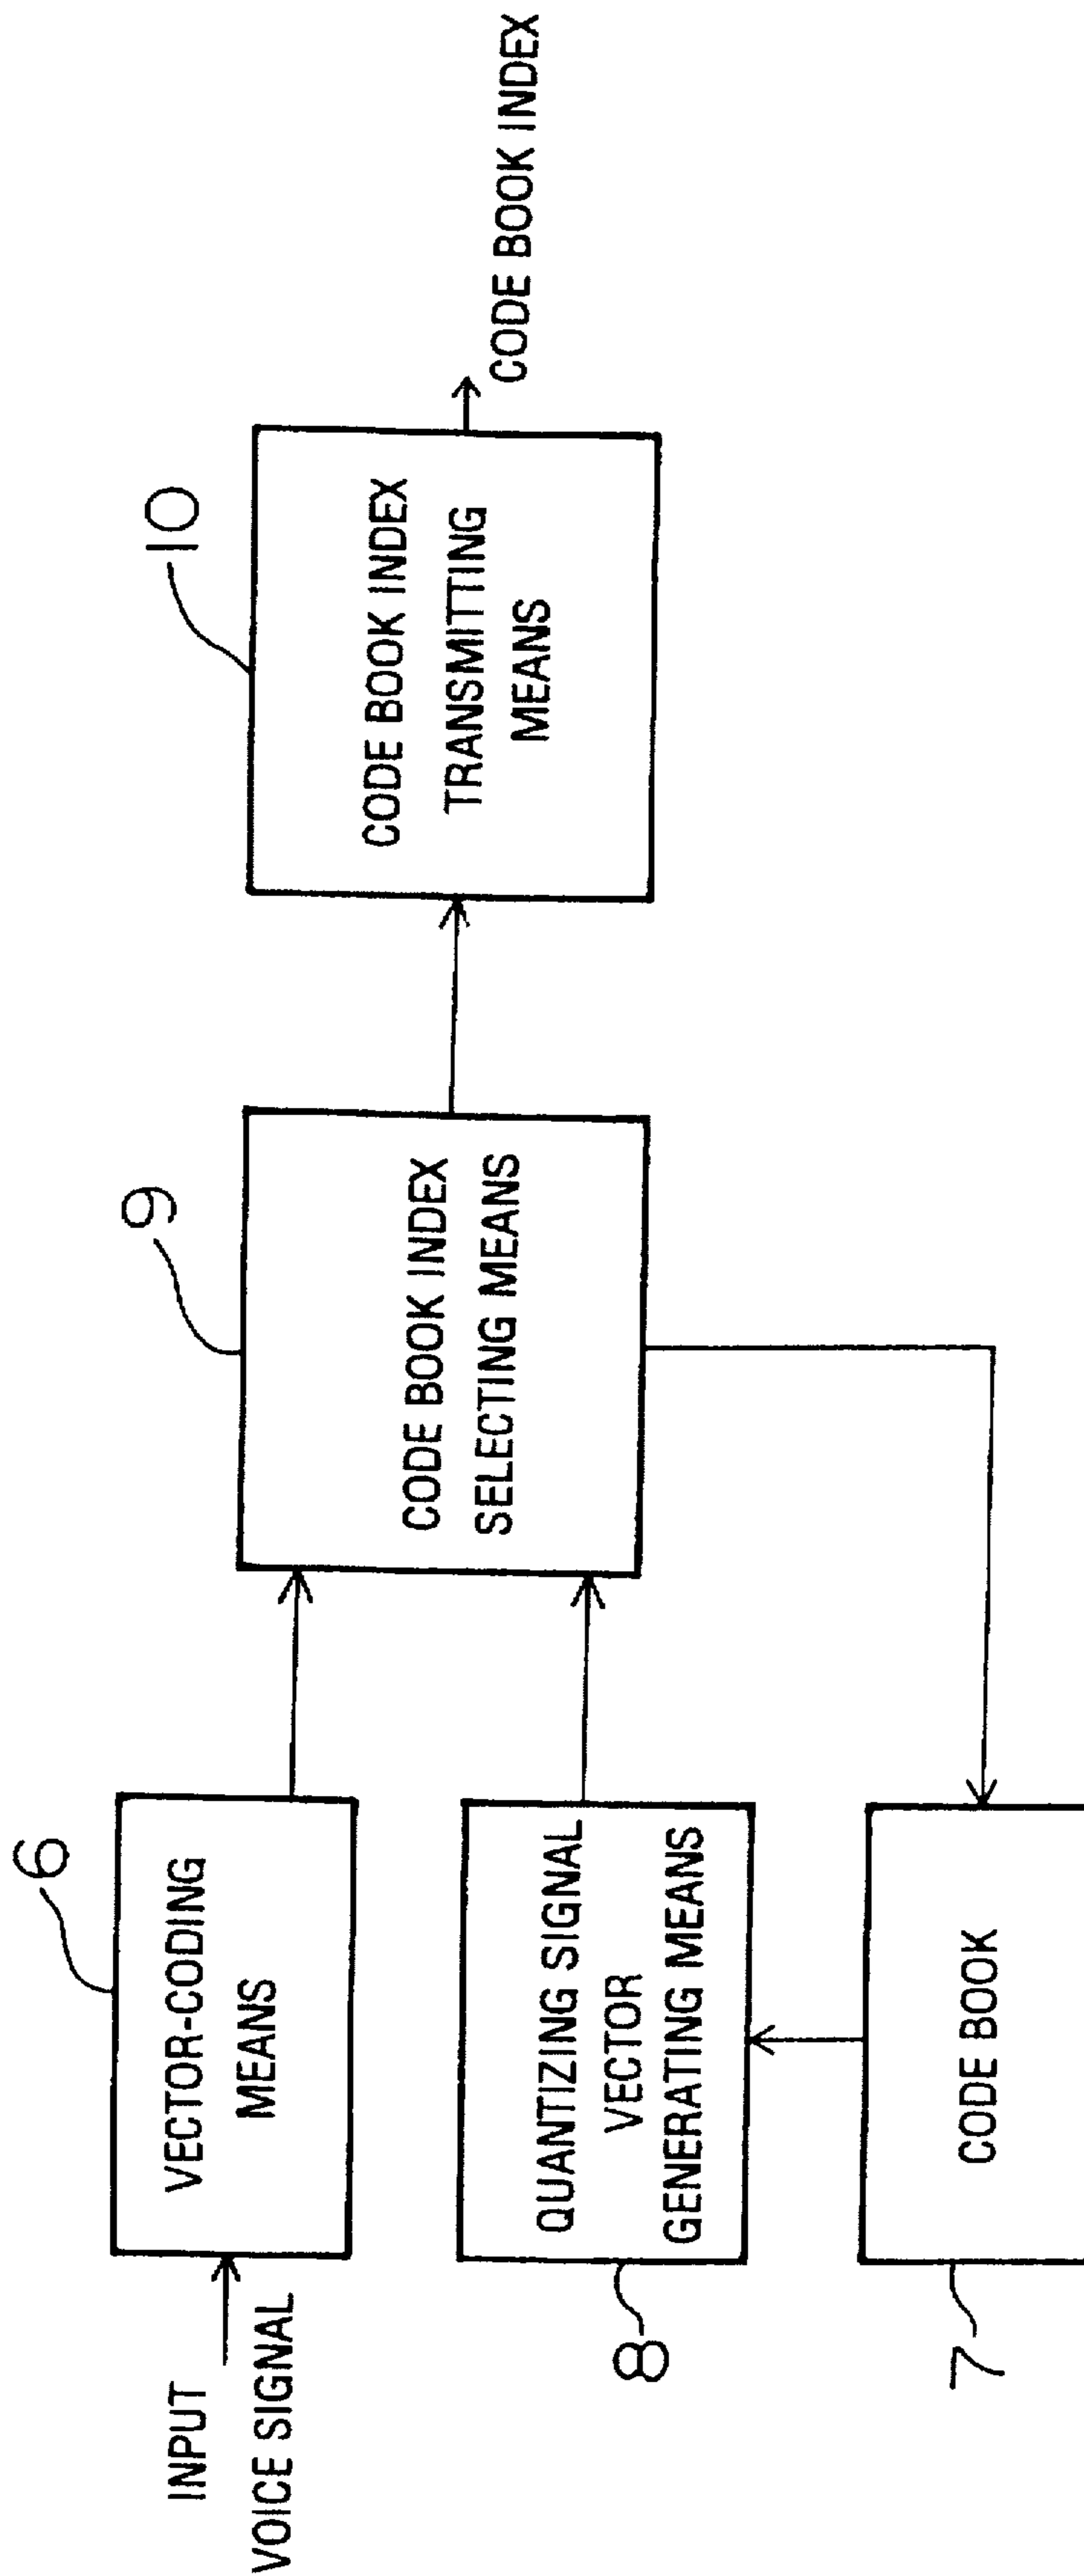 INPUT
VOICE SIGNAL
6
VECTOR-CODING
MEANS
8
QUANTIZING SIGNAL
VECTOR
GENERATING MEANS
7
CODE BOOK
9
CODE BOOK INDEX
SELECTING MEANS
10
CODE BOOK INDEX
TRANSMITTING
MEANS
CODE BOOK INDEX